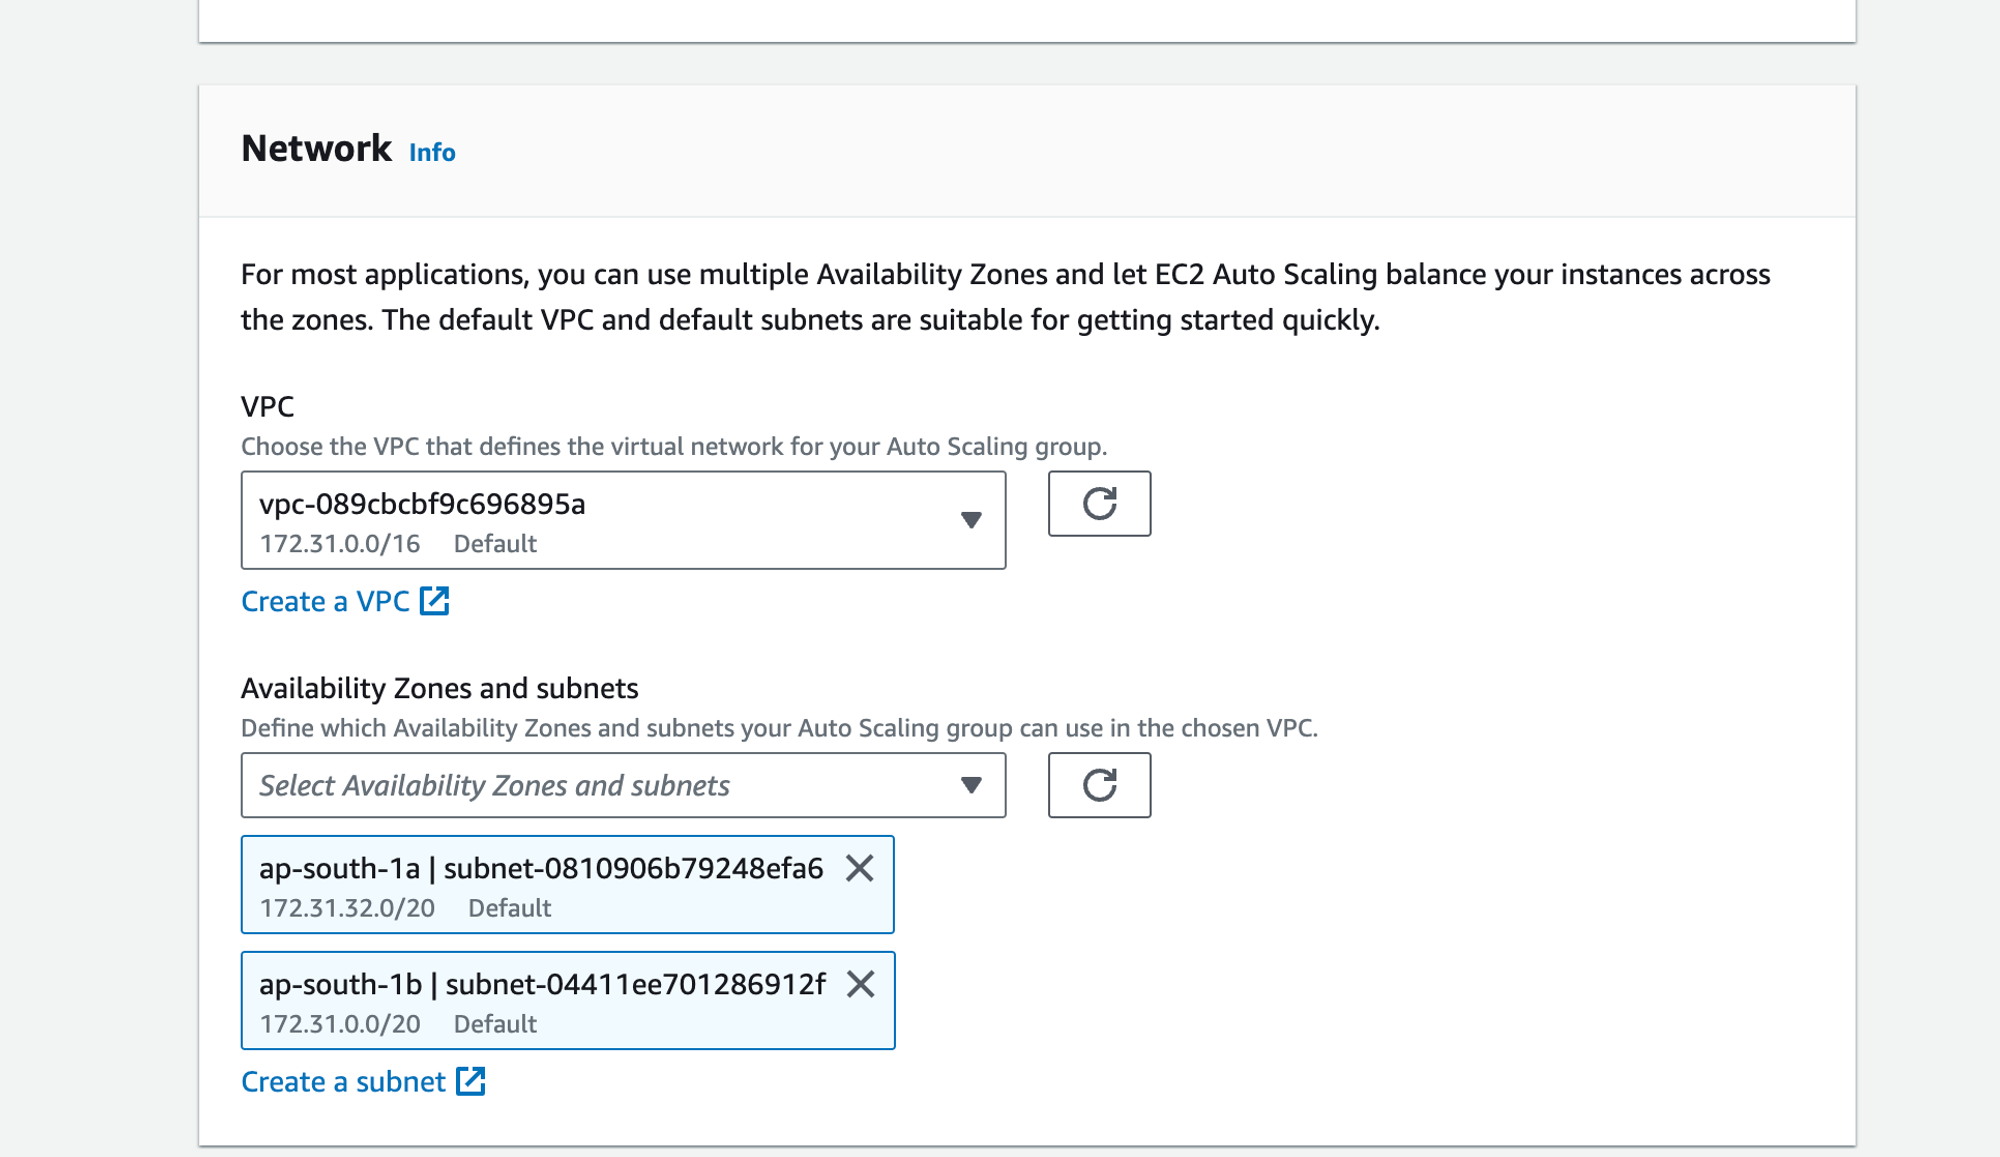 Network Info
For most applications, you can use multiple Availability Zones and let EC2 Auto Scaling balance your instances across
the zones. The default VPC and default subnets are suitable for getting started quickly.
VPC
Choose the VPC that defines the virtual network for your Auto Scaling group.
vpc-089cbcbf9c696895a
172.31.0.0/16 Default
Create a VPC
Availability Zones and subnets
Define which Availability Zones and subnets your Auto Scaling group can use in the chosen VPC.
Select Availability Zones and subnets
ap-south-1a | subnet-0810906b79248efa6
172.31.32.0/20 Default
ap-south-1b | subnet-04411ee701286912f
172.31.0.0/20 Default
Create a subnet